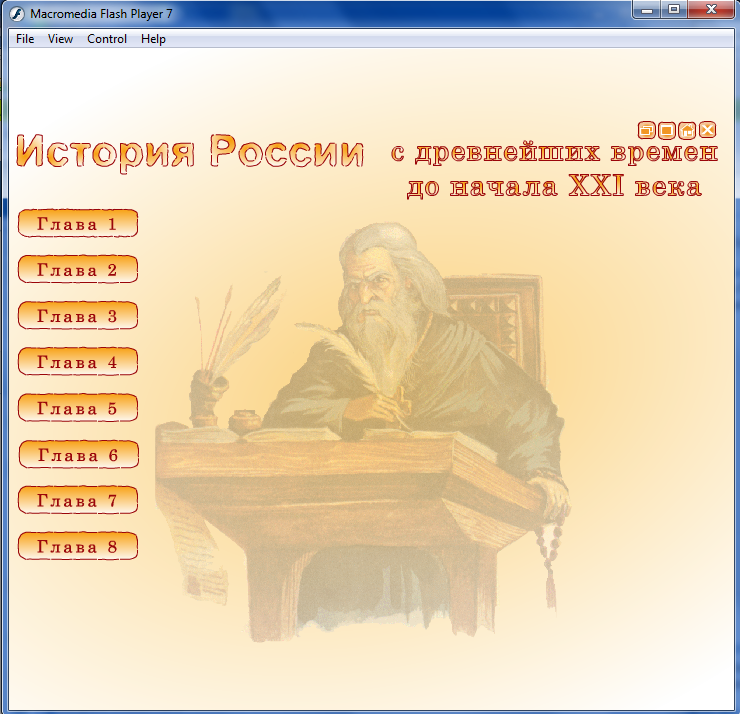 Macromedia Flash Player 7
File View Control Help
История России
с древнейших времен
до начала XXI века
Глава 1
Глава 2
Глава 3
Глава 4
Глава 5
Глава 6
Глава 7
Глава 8